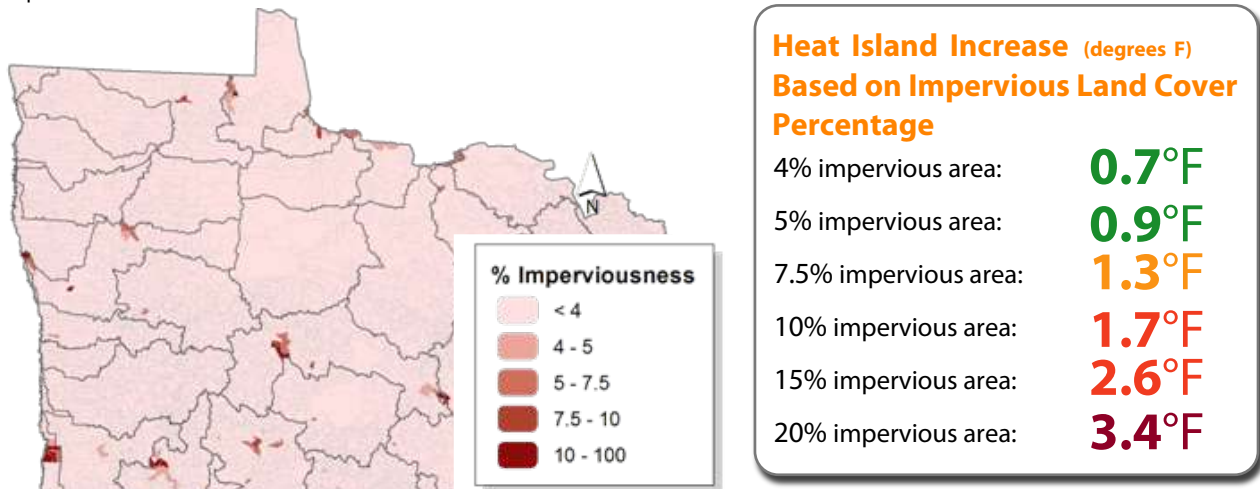 N
% Imperviousness
< 4
4 - 5
5 - 7.5
7.5 - 10
10 - 100
Heat Island Increase (degrees F)
Based on Impervious Land Cover
Percentage
4% impervious area: 0.7°F
5% impervious area: 0.9°F
7.5% impervious area: 1.3°F
10% impervious area: 1.7°F
15% impervious area: 2.6°F
20% impervious area: 3.4°F